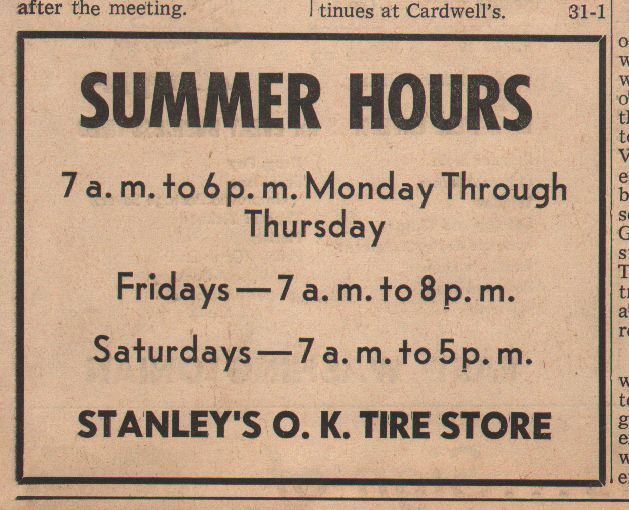 after the meeting.
tinues at Cardwell's. 31-1
SUMMER HOURS
7 a. m. to 6 p. m. Monday Through
Thursday
Fridays — 7 a. m. to 8 p. m.
Saturdays — 7 a. m. to 5 p. m.
STANLEY'S O. K. TIRE STORE